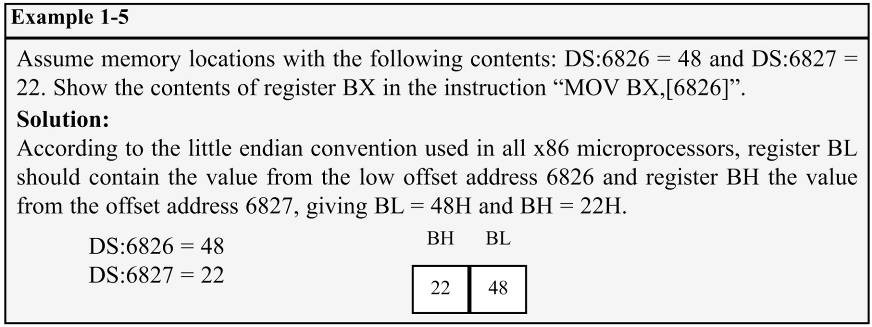 Example 1-5
Assume memory locations with the following contents: DS:6826 = 48 and DS:6827 =
22. Show the contents of register BX in the instruction “MOV BX,[6826]”.
Solution:
According to the little endian convention used in all x86 microprocessors, register BL
should contain the value from the low offset address 6826 and register BH the value
from the offset address 6827, giving BL = 48H and BH = 22H.
DS:6826 = 48
DS:6827 = 22
BH BL
22 48